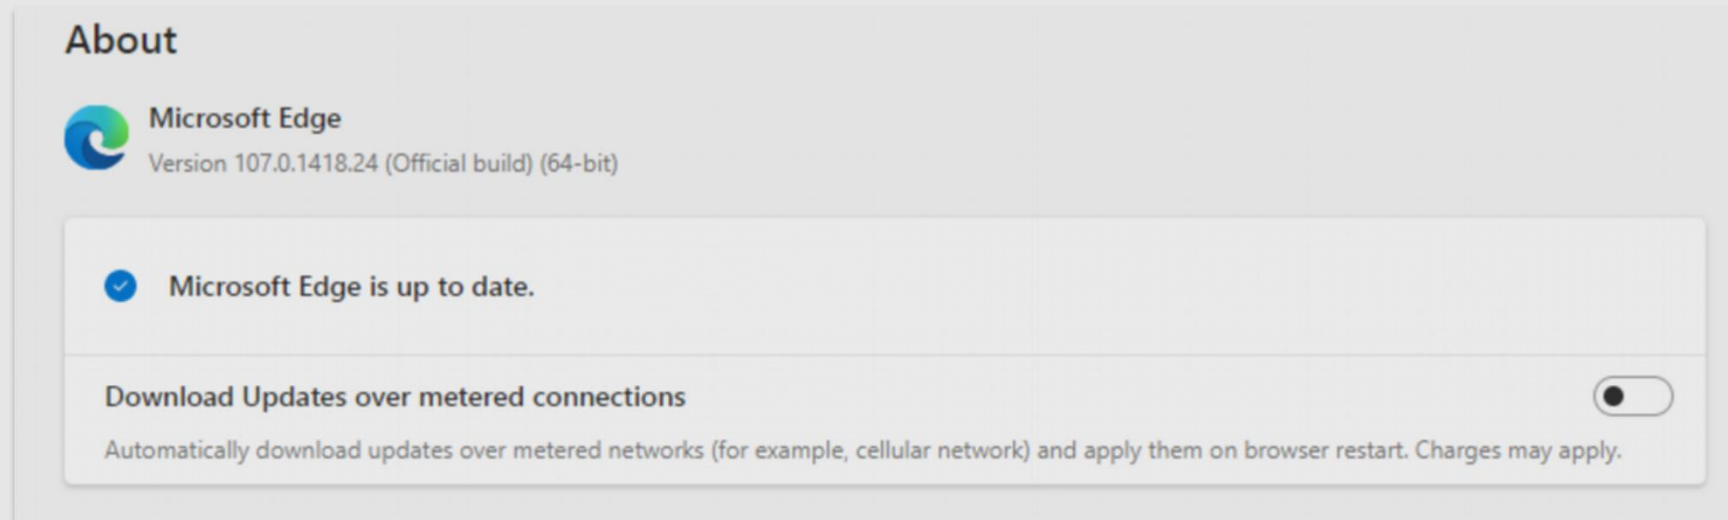 About
Microsoft Edge
Version 107.0.1418.24 (Official build) (64-bit)
Microsoft Edge is up to date.
Download Updates over metered connections
Automatically download updates over metered networks (for example, cellular network) and apply them on browser restart. Charges may apply.